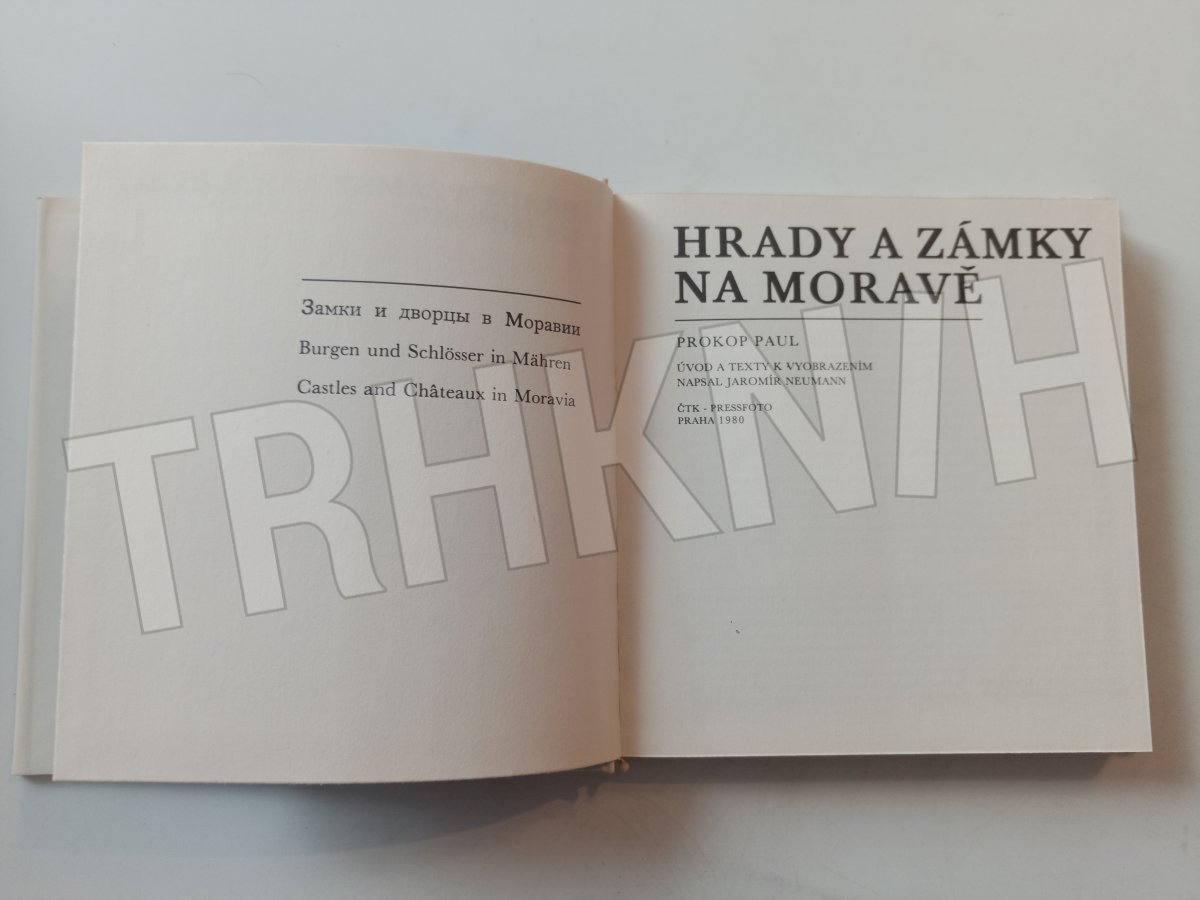 Замки и дворцы в Моравии
Burgen und Schlösser in Mähren
Castles and Châteaux in Moravia
HRADY A ZÁMKY
NA MORAVĚ
PROKOP PAUL
ÚVOD A TEXTY K VYOBRAZENÍM
NAPSAL JAROMÍR NEUMANN
ČTK - PRESSFOTO
PRAHA 1980
TRHKNIH